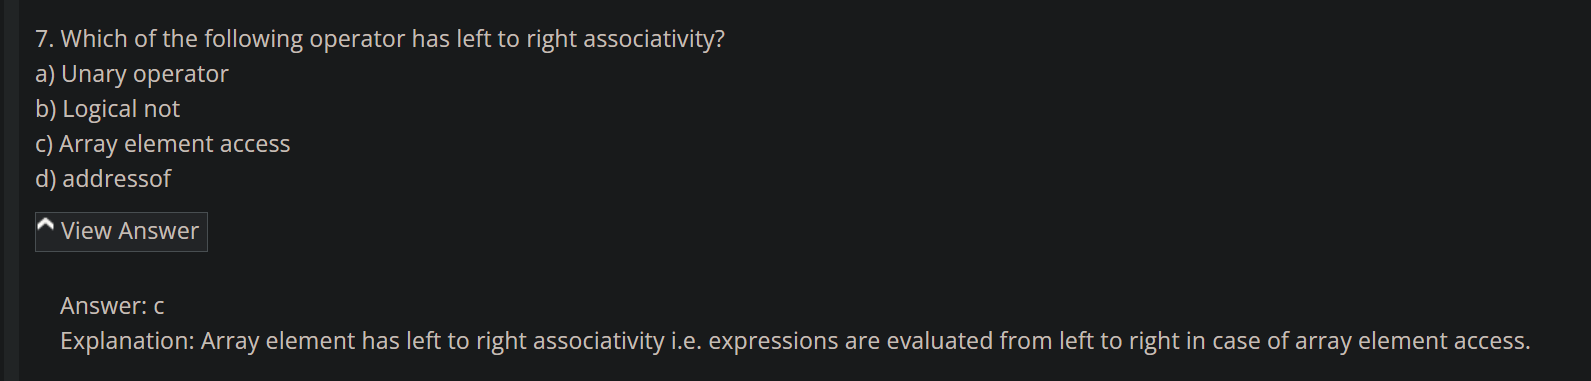 7. Which of the following operator has left to right associativity?
a) Unary operator
b) Logical not
c) Array element access
d) addressof
View Answer
Answer: c
Explanation: Array element has left to right associativity i.e. expressions are evaluated from left to right in case of array element access.